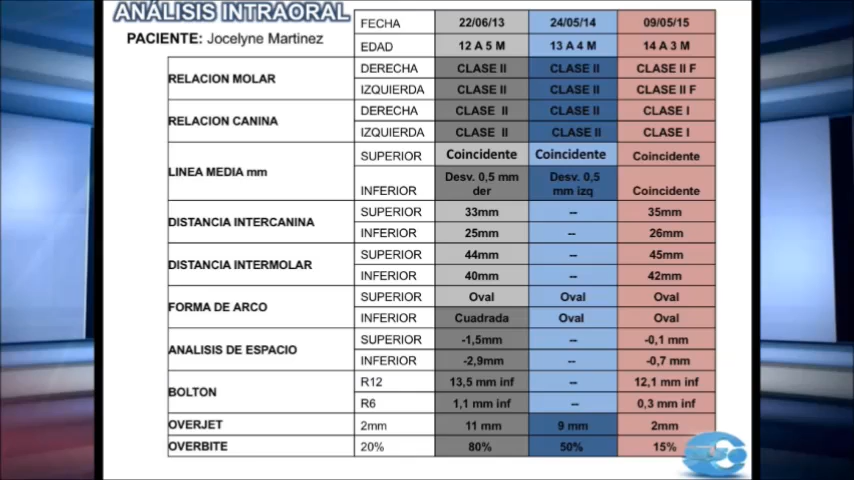 ANÁLISIS INTRAORAL
PACIENTE: Jocelyne Martinez
FECHA 22/06/13 24/05/14 09/05/15
EDAD 12 A 5 M 13 A 4 M 14 A 3 M
RELACION MOLAR
DERECHA CLASE II CLASE II CLASE II F
IZQUIERDA CLASE II CLASE II CLASE II F
RELACION CANINA
DERECHA CLASE II CLASE II CLASE I
IZQUIERDA CLASE II CLASE II CLASE I
LINEA MEDIA mm
SUPERIOR Coincidente Coincidente Coincidente
INFERIOR Desv. 0,5 mm der Desv. 0,5 mm izq Coincidente
DISTANCIA INTERCANINA
SUPERIOR 33mm -- 35mm
INFERIOR 25mm -- 26mm
DISTANCIA INTERMOLAR
SUPERIOR 44mm -- 45mm
INFERIOR 40mm -- 42mm
FORMA DE ARCO
SUPERIOR Oval Oval Oval
INFERIOR Cuadrada Oval Oval
ANALISIS DE ESPACIO
SUPERIOR -1,5mm -- -0,1 mm
INFERIOR -2,9mm -- -0,7 mm
BOLTON
R12 13,5 mm inf -- 12,1 mm inf
R6 1,1 mm inf -- 0,3 mm inf
OVERJET 2mm 11 mm 9 mm 2mm
OVERBITE 20% 80% 50% 15%